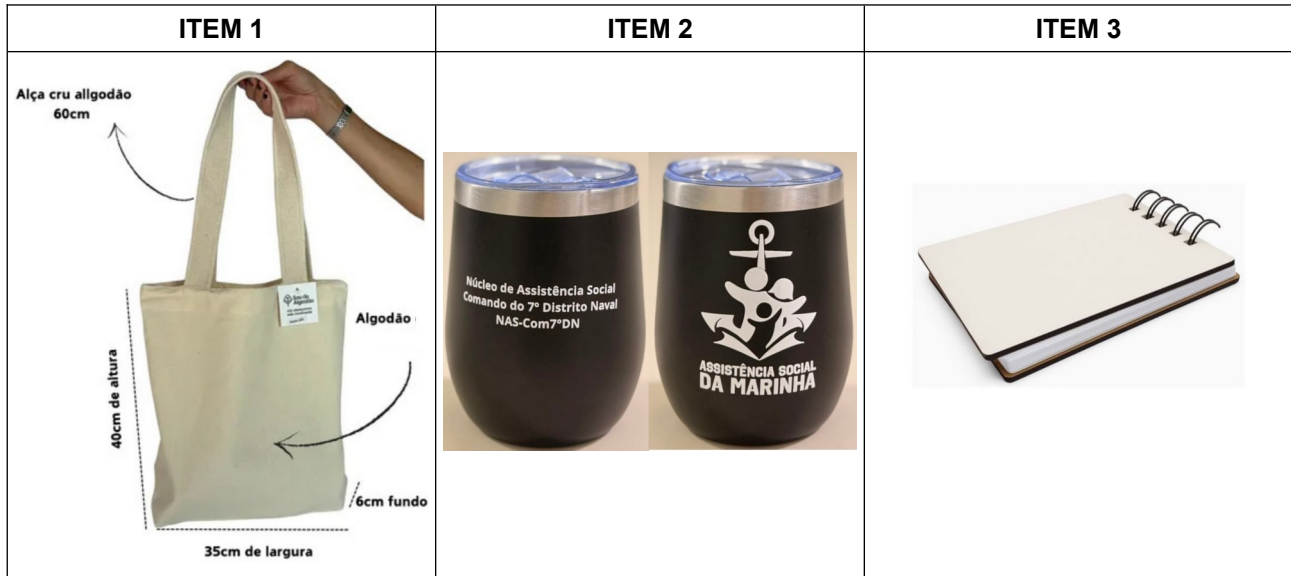 ITEM 1
ITEM 2
ITEM 3
Alça cru allgodão
60cm
Algodão
40cm de altura
6cm fundo
35cm de largura
Núcleo de Assistência Social
Comando do 7º Distrito Naval
NAS-Com7ºDN
ASSISTÊNCIA SOCIAL
DA MARINHA